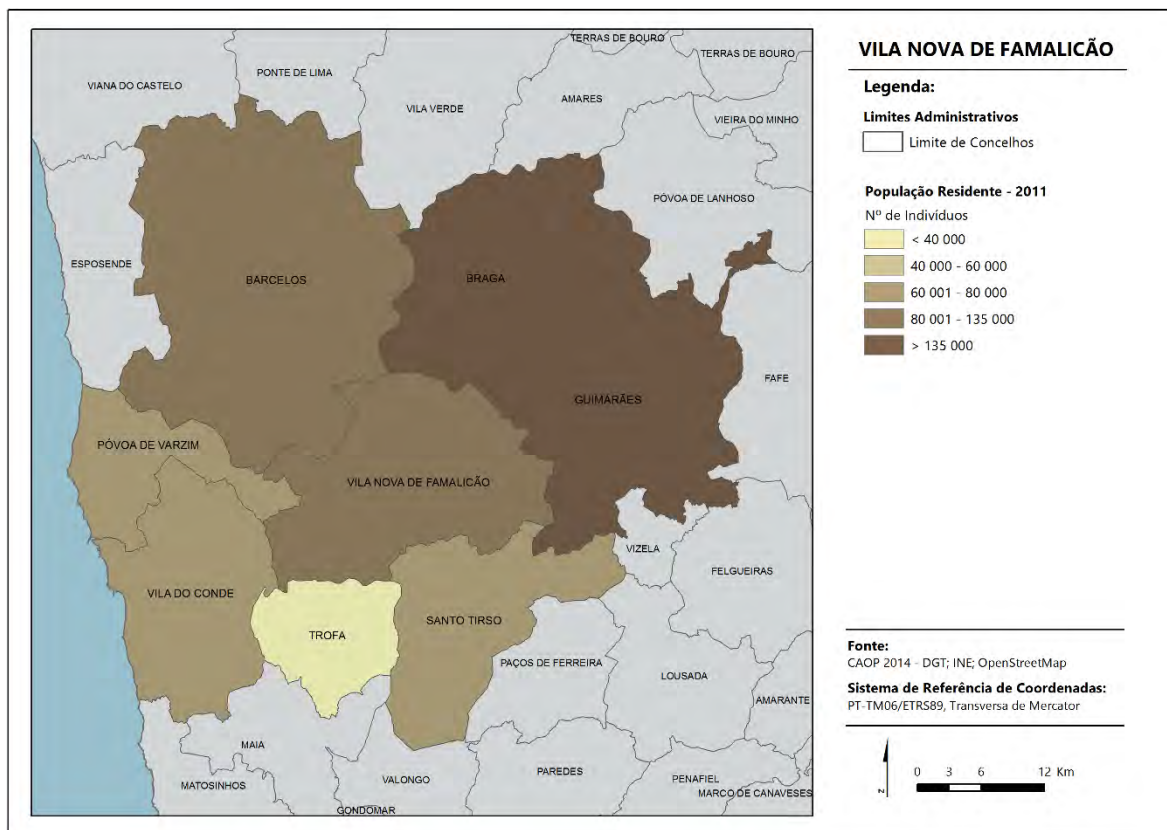 VILA NOVA DE FAMALICÃO
Legenda:
Limites Administrativos
Limite de Concelhos
População Residente - 2011
Nº de Indivíduos
< 40 000
40 000 - 60 000
60 001 - 80 000
80 001 - 135 000
> 135 000
Fonte:
CAOP 2014 - DGT; INE; OpenStreetMap
Sistema de Referência de Coordenadas:
PT-TM06/ETRS89, Transversa de Mercator
N
0 3 6 12 Km
TERRAS DE BOURO
TERRAS DE BOURO
PONTE DE LIMA
VIANA DO CASTELO
AMARES
VILA VERDE
VIEIRA DO MINHO
PÓVOA DE LANHOSO
ESPOSENDE
BARCELOS
BRAGA
FAFE
GUIMARÃES
PÓVOA DE VARZIM
VILA NOVA DE FAMALICÃO
VIZELA
FELGUEIRAS
VILA DO CONDE
SANTO TIRSO
TROFA
PAÇOS DE FERREIRA
LOUSADA
AMARANTE
MAIA
PAREDES
VALONGO
PENAFIEL
MATOSINHOS
MARCO DE CANAVESES
GONDOMAR